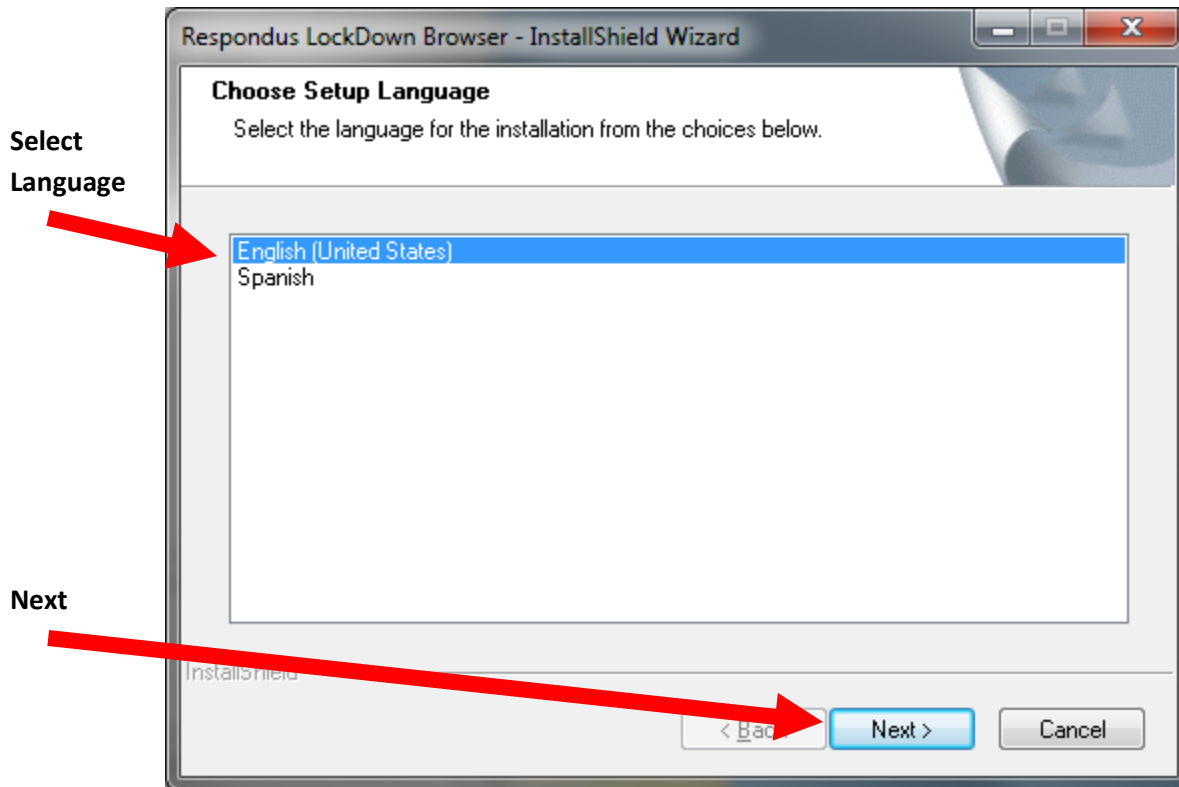 Respondus LockDown Browser - InstallShield Wizard
Choose Setup Language
Select the language for the installation from the choices below.
Select
Language
English (United States)
Spanish
Next
InstallShield
< Back
Next >
Cancel